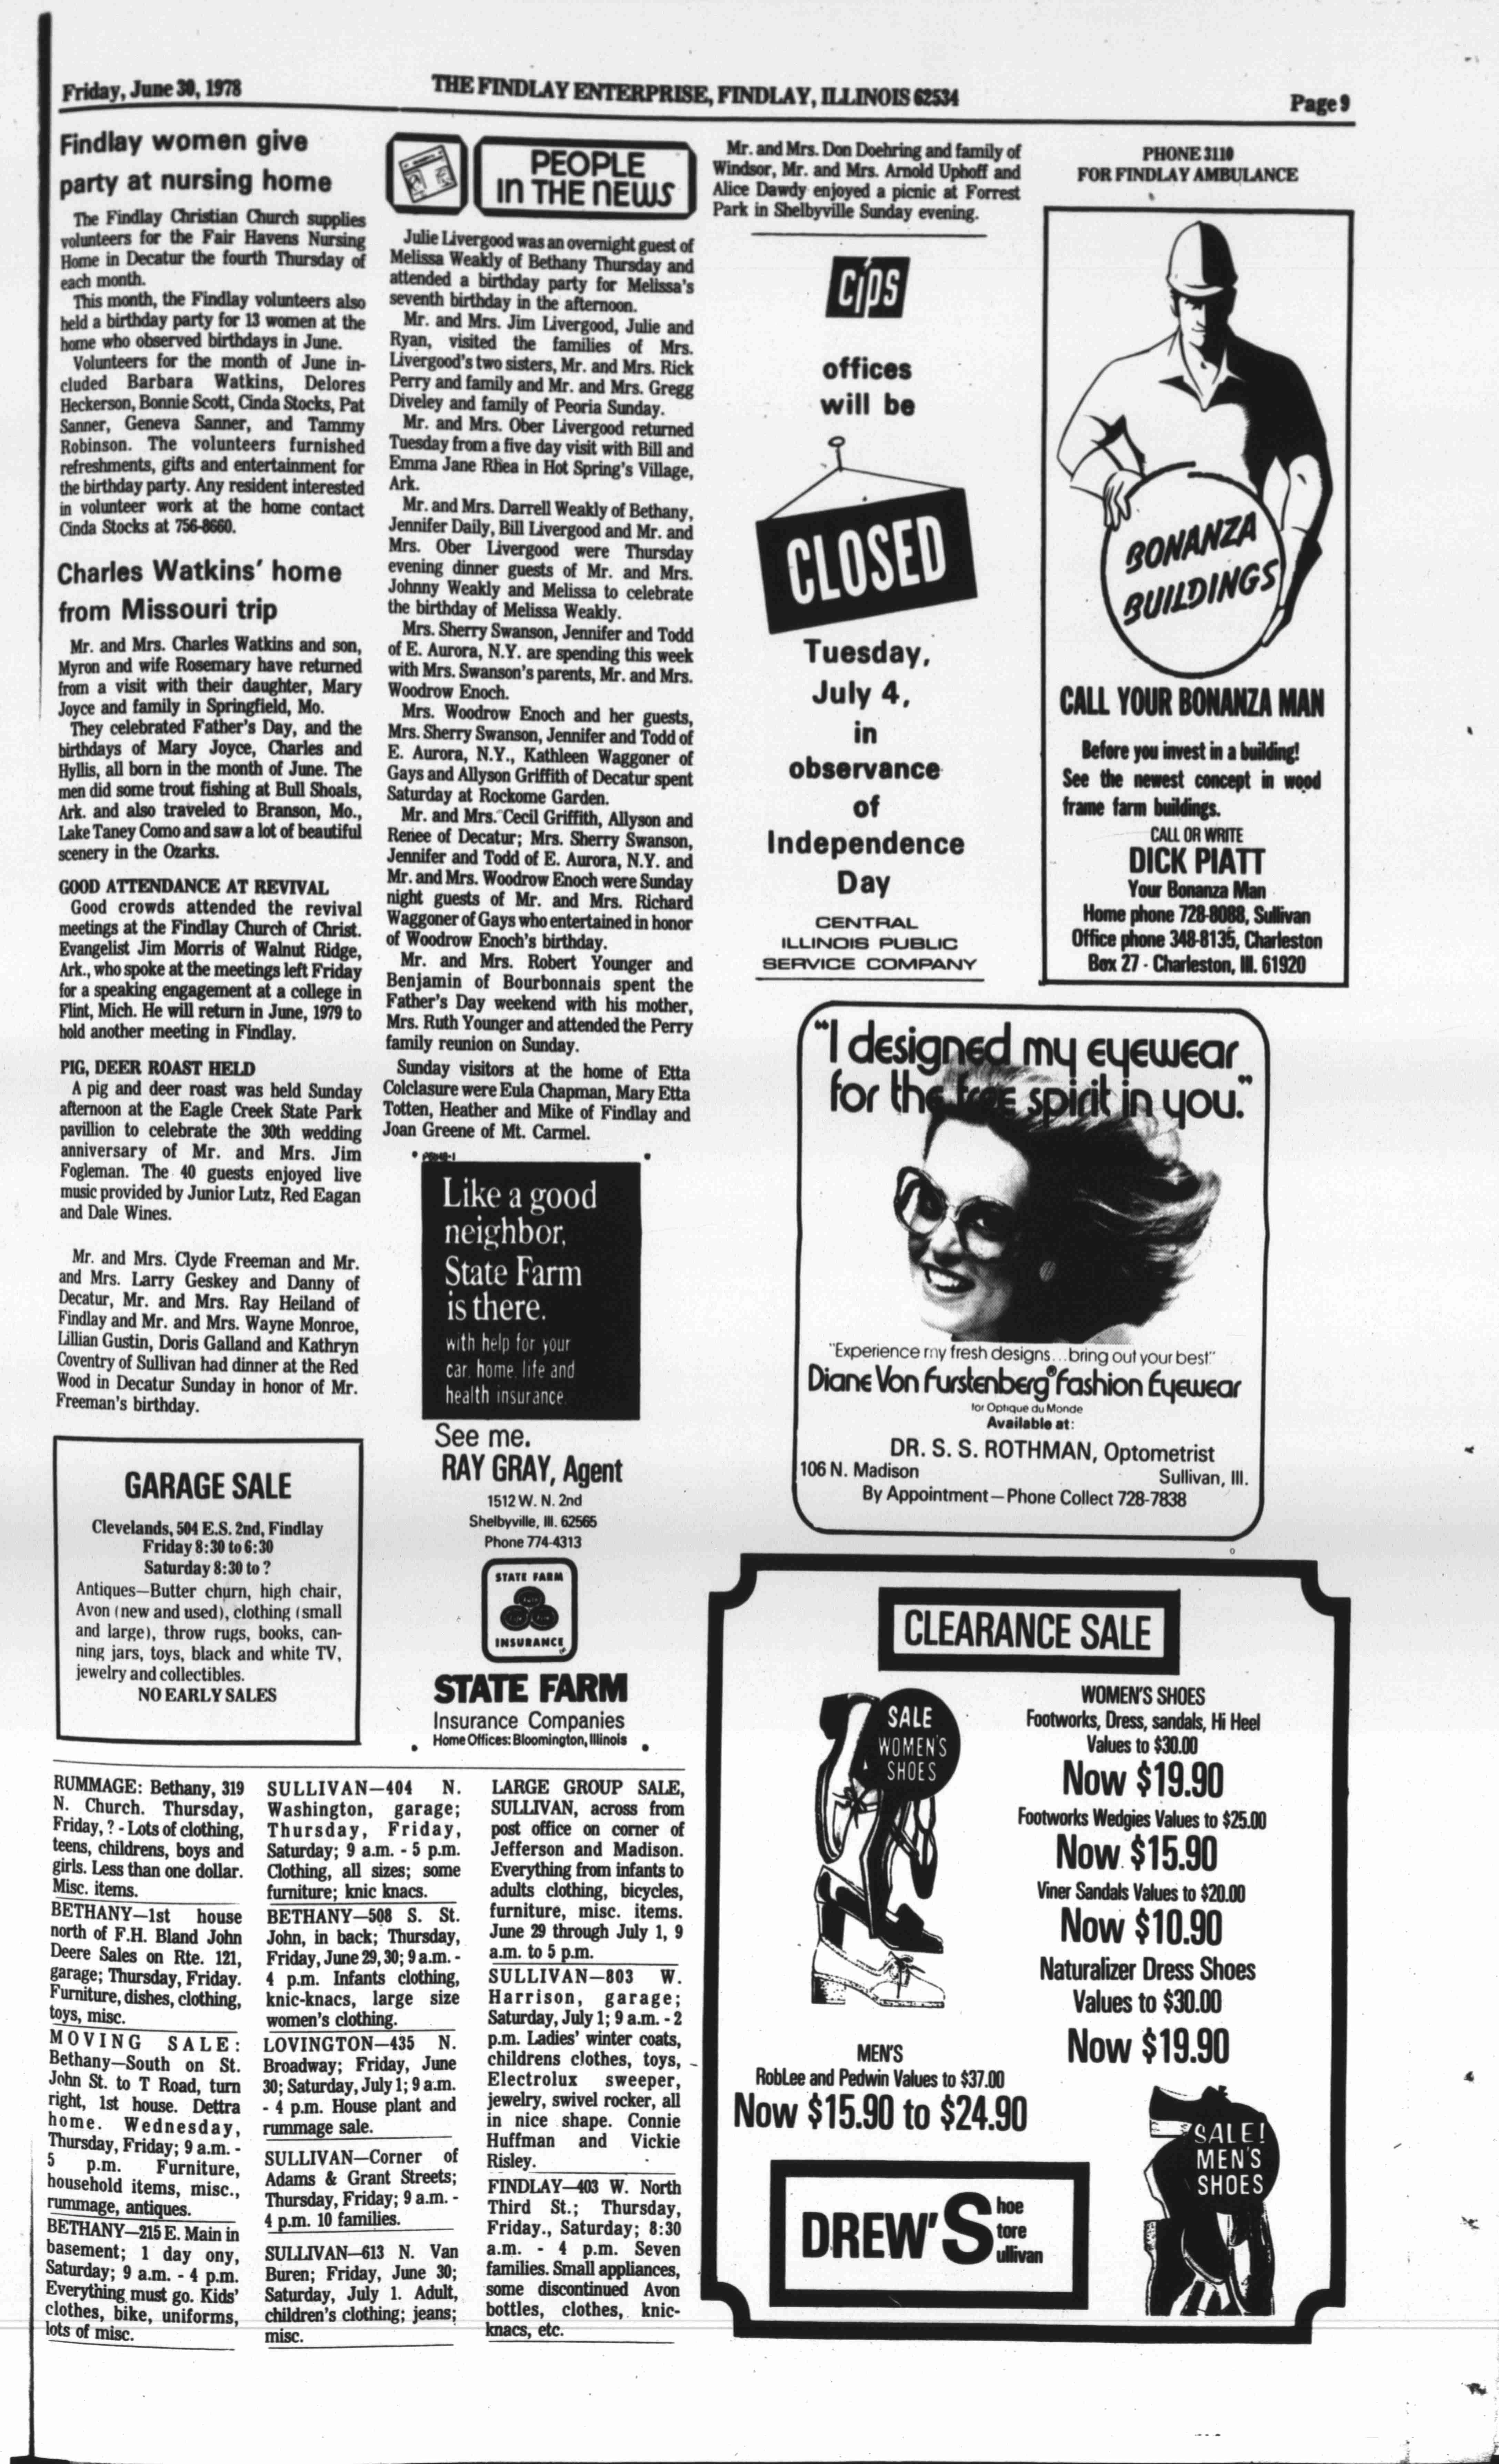 Friday, June 30, 1978
THE FINDLAY ENTERPRISE, FINDLAY, ILLINOIS 62534
Page 9
Findlay women give
party at nursing home
The Findlay Christian Church supplies
volunteers for the Fair Havens Nursing
Home in Decatur the fourth Thursday of
each month.
This month, the Findlay volunteers also
held a birthday party for 13 women at the
home who observed birthdays in June.
Volunteers for the month of June in-
cluded Barbara Watkins, Delores
Heckerson, Bonnie Scott, Cinda Stocks, Pat
Sanner, Geneva Sanner, and Tammy
Robinson. The volunteers furnished
refreshments, gifts and entertainment for
the birthday party. Any resident interested
in volunteer work at the home contact
Cinda Stocks at 756-8660.
Charles Watkins' home
from Missouri trip
Mr. and Mrs. Charles Watkins and son,
Myron and wife Rosemary have returned
from a visit with their daughter, Mary
Joyce and family in Springfield, Mo.
They celebrated Father's Day, and the
birthdays of Mary Joyce, Charles and
Hyllis, all born in the month of June. The
men did some trout fishing at Bull Shoals,
Ark. and also traveled to Branson, Mo.,
Lake Taney Como and saw a lot of beautiful
scenery in the Ozarks.
GOOD ATTENDANCE AT REVIVAL
Good crowds attended the revival
meetings at the Findlay Church of Christ.
Evangelist Jim Morris of Walnut Ridge,
Ark., who spoke at the meetings left Friday
for a speaking engagement at a college in
Flint, Mich. He will return in June, 1979 to
hold another meeting in Findlay.
PIG, DEER ROAST HELD
A pig and deer roast was held Sunday
afternoon at the Eagle Creek State Park
pavillion to celebrate the 30th wedding
anniversary of Mr. and Mrs. Jim
Fogleman. The 40 guests enjoyed live
music provided by Junior Lutz, Red Eagan
and Dale Wines.
Mr. and Mrs. Clyde Freeman and Mr.
and Mrs. Larry Geskey and Danny of
Decatur, Mr. and Mrs. Ray Heiland of
Findlay and Mr. and Mrs. Wayne Monroe,
Lillian Gustin, Doris Galland and Kathryn
Coventry of Sullivan had dinner at the Red
Wood in Decatur Sunday in honor of Mr.
Freeman's birthday.
GARAGE SALE
Clevelands, 504 E.S. 2nd, Findlay
Friday 8:30 to 6:30
Saturday 8:30 to ?
Antiques—Butter churn, high chair,
Avon (new and used), clothing (small
and large), throw rugs, books, can-
ning jars, toys, black and white TV,
jewelry and collectibles.
NO EARLY SALES
PEOPLE
in THE NEWS
Julie Livergood was an overnight guest of
Melissa Weakly of Bethany Thursday and
attended a birthday party for Melissa's
seventh birthday in the afternoon.
Mr. and Mrs. Jim Livergood, Julie and
Ryan, visited the families of Mrs.
Livergood's two sisters, Mr. and Mrs. Rick
Perry and family and Mr. and Mrs. Gregg
Diveley and family of Peoria Sunday.
Mr. and Mrs. Ober Livergood returned
Tuesday from a five day visit with Bill and
Emma Jane Rhea in Hot Spring's Village,
Ark.
Mr. and Mrs. Darrell Weakly of Bethany,
Jennifer Daily, Bill Livergood and Mr. and
Mrs. Ober Livergood were Thursday
evening dinner guests of Mr. and Mrs.
Johnny Weakly and Melissa to celebrate
the birthday of Melissa Weakly.
Mrs. Sherry Swanson, Jennifer and Todd
of E. Aurora, N.Y. are spending this week
with Mrs. Swanson's parents, Mr. and Mrs.
Woodrow Enoch.
Mrs. Woodrow Enoch and her guests,
Mrs. Sherry Swanson, Jennifer and Todd of
E. Aurora, N.Y., Kathleen Waggoner of
Gays and Allyson Griffith of Decatur spent
Saturday at Rockome Garden.
Mr. and Mrs. Cecil Griffith, Allyson and
Renee of Decatur; Mrs. Sherry Swanson,
Jennifer and Todd of E. Aurora, N.Y. and
Mr. and Mrs. Woodrow Enoch were Sunday
night guests of Mr. and Mrs. Richard
Waggoner of Gays who entertained in honor
of Woodrow Enoch's birthday.
Mr. and Mrs. Robert Younger and
Benjamin of Bourbonnais spent the
Father's Day weekend with his mother,
Mrs. Ruth Younger and attended the Perry
family reunion on Sunday.
Sunday visitors at the home of Etta
Colclasure were Eula Chapman, Mary Etta
Totten, Heather and Mike of Findlay and
Joan Greene of Mt. Carmel.
Like a good
neighbor,
State Farm
is there.
with help for your
car, home, life and
health insurance.
See me.
RAY GRAY, Agent
1512 W. N. 2nd
Shelbyville, Ill. 62565
Phone 774-4313
STATE FARM
INSURANCE
STATE FARM
Insurance Companies
Home Offices: Bloomington, Illinois
Mr. and Mrs. Don Doehring and family of
Windsor, Mr. and Mrs. Arnold Uphoff and
Alice Dawdy enjoyed a picnic at Forrest
Park in Shelbyville Sunday evening.
cips
offices
will be
CLOSED
Tuesday,
July 4,
in
observance
of
Independence
Day
CENTRAL
ILLINOIS PUBLIC
SERVICE COMPANY
PHONE 3110
FOR FINDLAY AMBULANCE
BONANZA
BUILDINGS
CALL YOUR BONANZA MAN
Before you invest in a building!
See the newest concept in wood
frame farm buildings.
CALL OR WRITE
DICK PIATT
Your Bonanza Man
Home phone 728-8088, Sullivan
Office phone 348-8135, Charleston
Box 27 - Charleston, Ill. 61920
"I designed my eyewear
for the free spirit in you."
"Experience my fresh designs...bring out your best"
Diane Von Furstenberg® Fashion Eyewear
for Optique du Monde
Available at:
DR. S. S. ROTHMAN, Optometrist
106 N. Madison
Sullivan, Ill.
By Appointment — Phone Collect 728-7838
RUMMAGE: Bethany, 319
N. Church. Thursday,
Friday, ? - Lots of clothing,
teens, childrens, boys and
girls. Less than one dollar.
Misc. items.
BETHANY—1st house
north of F.H. Bland John
Deere Sales on Rte. 121,
garage; Thursday, Friday.
Furniture, dishes, clothing,
toys, misc.
MOVING SALE:
Bethany—South on St.
John St. to T Road, turn
right, 1st house. Dettra
home. Wednesday,
Thursday, Friday; 9 a.m. -
5 p.m. Furniture,
household items, misc.,
rummage, antiques.
BETHANY—215 E. Main in
basement; 1 day ony,
Saturday; 9 a.m. - 4 p.m.
Everything must go. Kids'
clothes, bike, uniforms,
lots of misc.
SULLIVAN—404 N.
Washington, garage;
Thursday, Friday,
Saturday; 9 a.m. - 5 p.m.
Clothing, all sizes; some
furniture; knic knacs.
BETHANY—508 S. St.
John, in back; Thursday,
Friday, June 29, 30; 9 a.m. -
4 p.m. Infants clothing,
knic-knacs, large size
women's clothing.
LOVINGTON—435 N.
Broadway; Friday, June
30; Saturday, July 1; 9 a.m.
- 4 p.m. House plant and
rummage sale.
SULLIVAN—Corner of
Adams & Grant Streets;
Thursday, Friday; 9 a.m. -
4 p.m. 10 families.
SULLIVAN—613 N. Van
Buren; Friday, June 30;
Saturday, July 1. Adult,
children's clothing; jeans;
misc.
LARGE GROUP SALE,
SULLIVAN, across from
post office on corner of
Jefferson and Madison.
Everything from infants to
adults clothing, bicycles,
furniture, misc. items.
June 29 through July 1, 9
a.m. to 5 p.m.
SULLIVAN—803 W.
Harrison, garage;
Saturday, July 1; 9 a.m. - 2
p.m. Ladies' winter coats,
childrens clothes, toys,
Electrolux sweeper,
jewelry, swivel rocker, all
in nice shape. Connie
Huffman and Vickie
Risley.
FINDLAY—403 W. North
Third St.; Thursday,
Friday., Saturday; 8:30
a.m. - 4 p.m. Seven
families. Small appliances,
some discontinued Avon
bottles, clothes, knic-
knacs, etc.
CLEARANCE SALE
SALE
WOMEN'S
SHOES
WOMEN'S SHOES
Footworks, Dress, sandals, Hi Heel
Values to $30.00
Now $19.90
Footworks Wedgies Values to $25.00
Now $15.90
Viner Sandals Values to $20.00
Now $10.90
Naturalizer Dress Shoes
Values to $30.00
Now $19.90
MEN'S
RobLee and Pedwin Values to $37.00
Now $15.90 to $24.90
SALE!
MEN'S
SHOES
DREW'S hoe
tore
ullivan